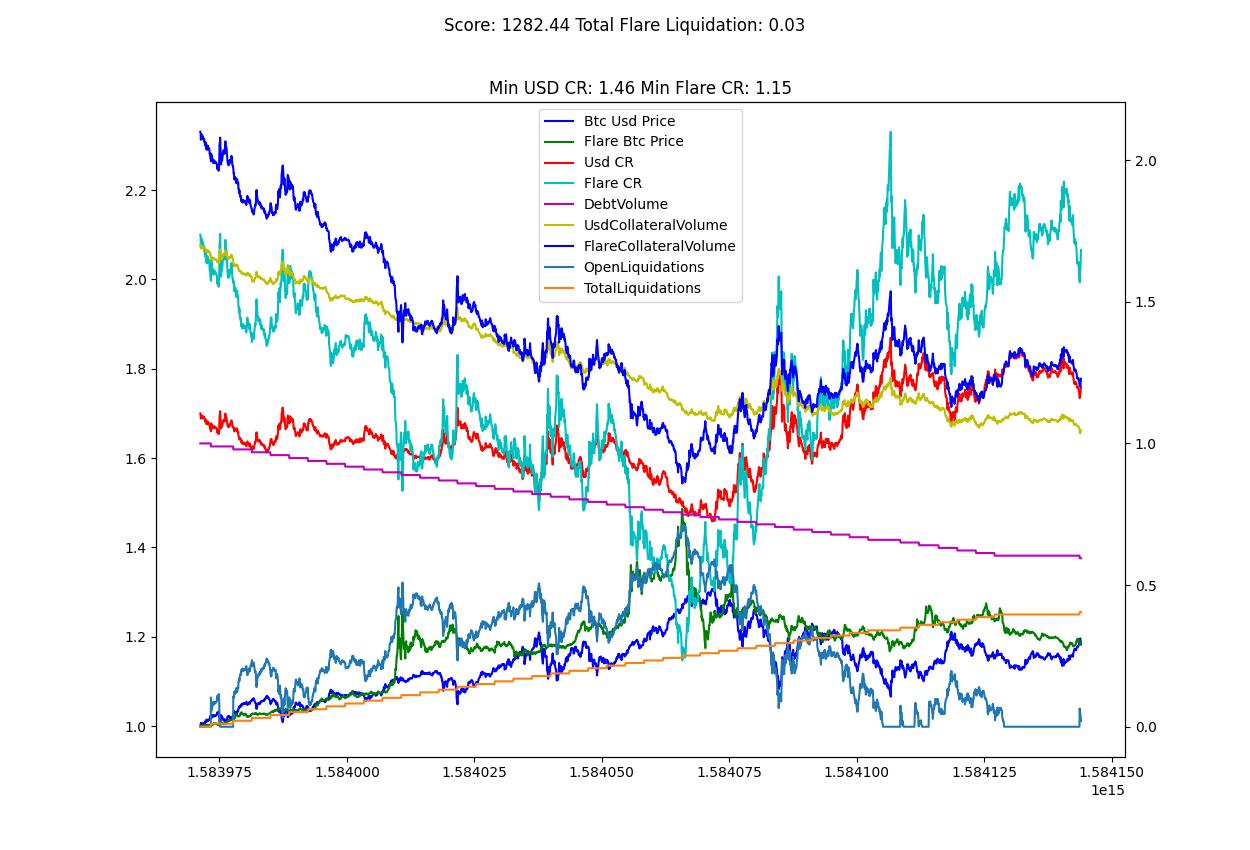 Score: 1282.44 Total Flare Liquidation: 0.03
Min USD CR: 1.46 Min Flare CR: 1.15
Btc Usd Price
Flare Btc Price
Usd CR
Flare CR
DebtVolume
UsdCollateralVolume
FlareCollateralVolume
OpenLiquidations
TotalLiquidations
2.2
2.0
1.8
1.6
1.4
1.2
1.0
2.0
1.5
1.0
0.5
0.0
1.583975 1.584000 1.584025 1.584050 1.584075 1.584100 1.584125 1.584150
1e15